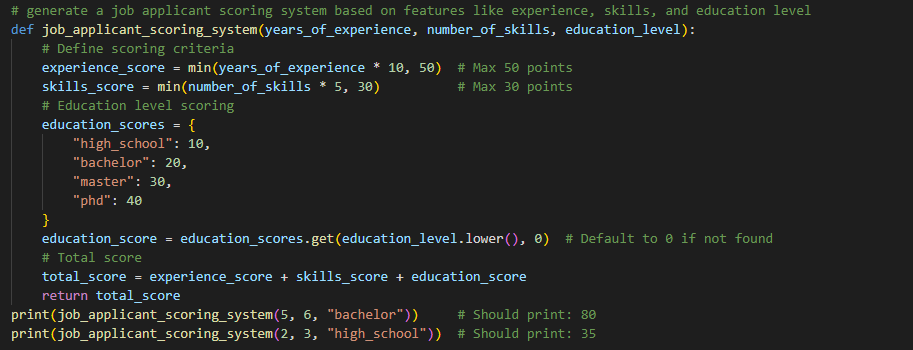 # generate a job applicant scoring system based on features like experience, skills, and education level
def job_applicant_scoring_system(years_of_experience, number_of_skills, education_level):
    # Define scoring criteria
    experience_score = min(years_of_experience * 10, 50)  # Max 50 points
    skills_score = min(number_of_skills * 5, 30)          # Max 30 points
    # Education level scoring
    education_scores = {
        "high_school": 10,
        "bachelor": 20,
        "master": 30,
        "phd": 40
    }
    education_score = education_scores.get(education_level.lower(), 0)  # Default to 0 if not found
    # Total score
    total_score = experience_score + skills_score + education_score
    return total_score
print(job_applicant_scoring_system(5, 6, "bachelor"))     # Should print: 80
print(job_applicant_scoring_system(2, 3, "high_school"))  # Should print: 35